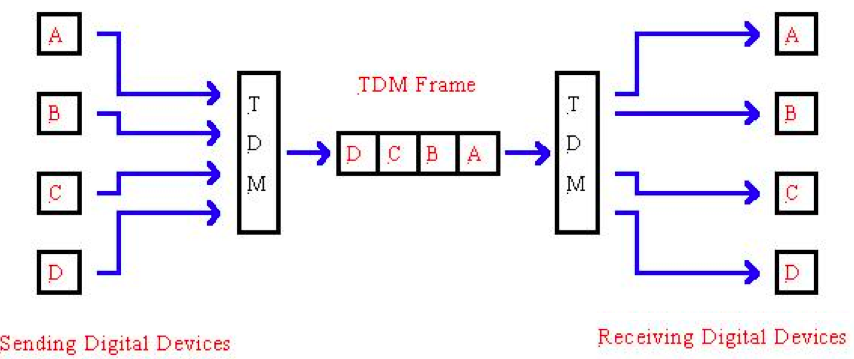 A
B
C
D
T
D
M
TDM Frame
D C B A
T
D
M
A
B
C
D
Sending Digital Devices
Receiving Digital Devices